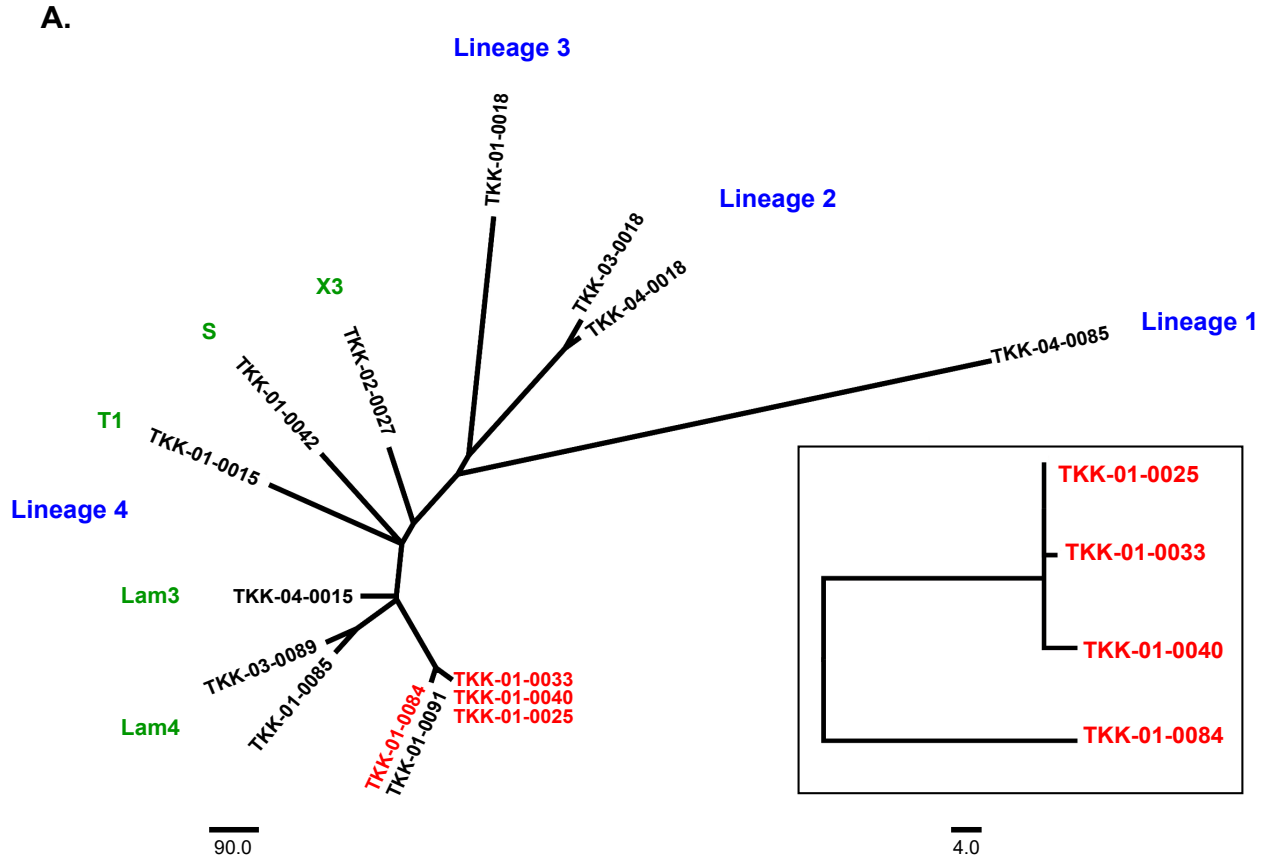 A.
Lineage 3
TKK-01-0018
Lineage 2
TKK-03-0018
TKK-04-0018
Lineage 1
TKK-04-0085
X3
TKK-02-0027
S
TKK-01-0042
T1
TKK-01-0015
Lineage 4
Lam3
TKK-04-0015
TKK-03-0089
TKK-01-0085
Lam4
TKK-01-0084
TKK-01-0091
TKK-01-0033
TKK-01-0040
TKK-01-0025
TKK-01-0025
TKK-01-0033
TKK-01-0040
TKK-01-0084
90.0
4.0